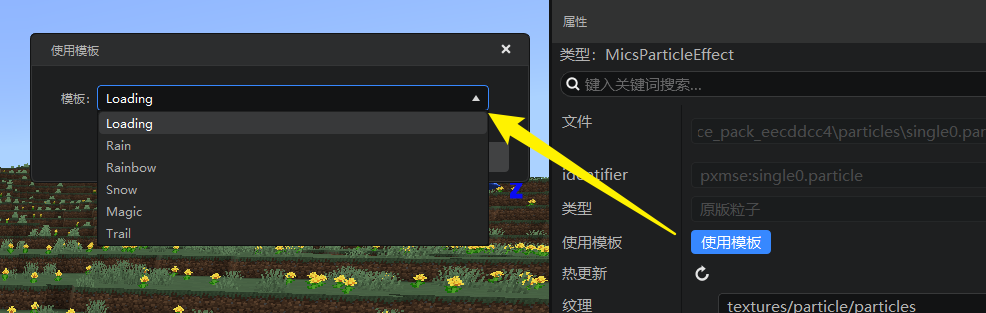 使用模板
模板：
Loading
Loading
Rain
Rainbow
Snow
Magic
Trail
Z
属性
类型：MicsParticleEffect
键入关键词搜索...
文件
ce_pack_eecddcc4\particles\single0.par
identifier
pxmse:single0.particle
类型
原版粒子
使用模板
使用模板
热更新
纹理
textures/particle/particles